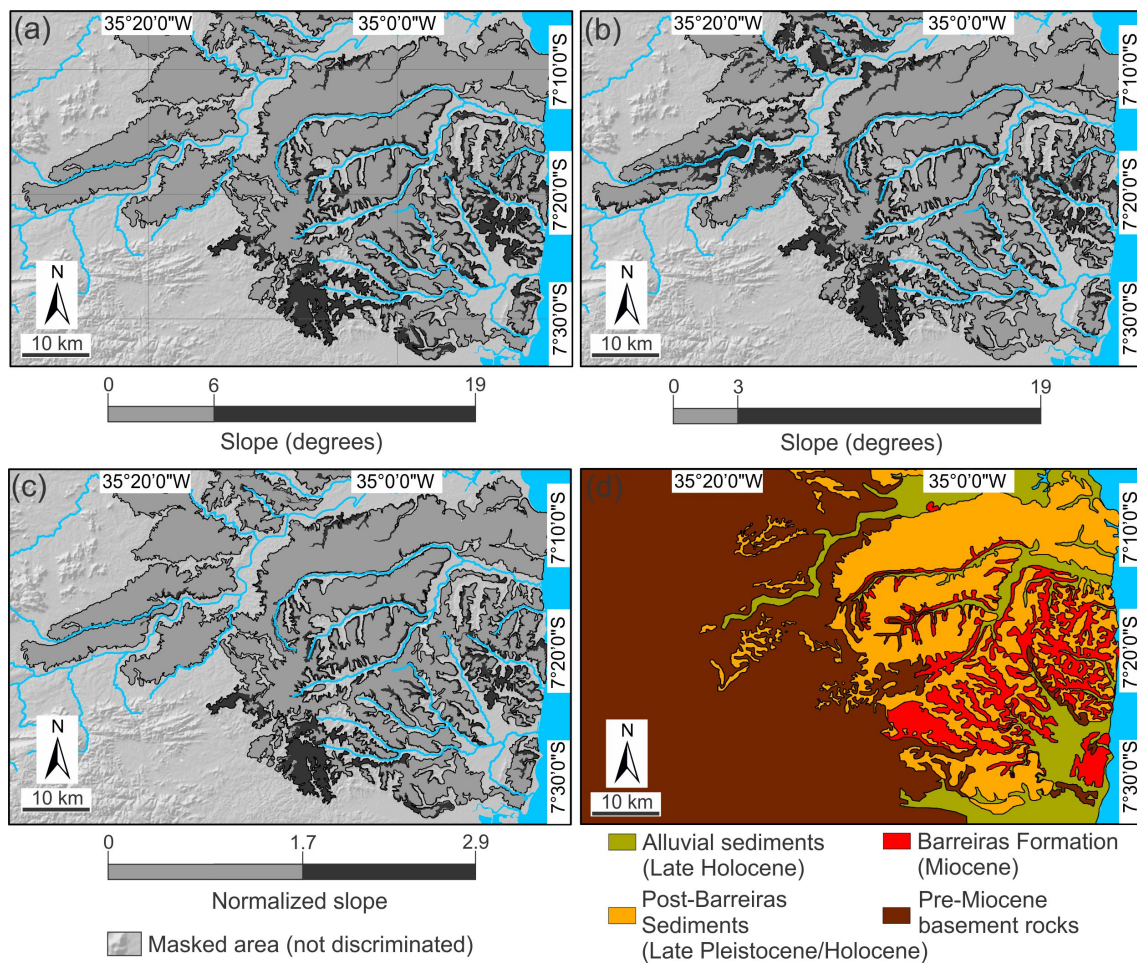 (a)
35°20'0"W
35°0'0"W
7°10'0"S
7°20'0"S
7°30'0"S
N
10 km
0
6
19
Slope (degrees)
(b)
35°20'0"W
35°0'0"W
7°10'0"S
7°20'0"S
7°30'0"S
N
10 km
0
3
19
Slope (degrees)
(c)
35°20'0"W
35°0'0"W
7°10'0"S
7°20'0"S
7°30'0"S
N
10 km
0
1.7
2.9
Normalized slope
Masked area (not discriminated)
(d)
35°20'0"W
35°0'0"W
7°10'0"S
7°20'0"S
7°30'0"S
N
10 km
Alluvial sediments
(Late Holocene)
Post-Barreiras
Sediments
(Late Pleistocene/Holocene)
Barreiras Formation
(Miocene)
Pre-Miocene
basement rocks